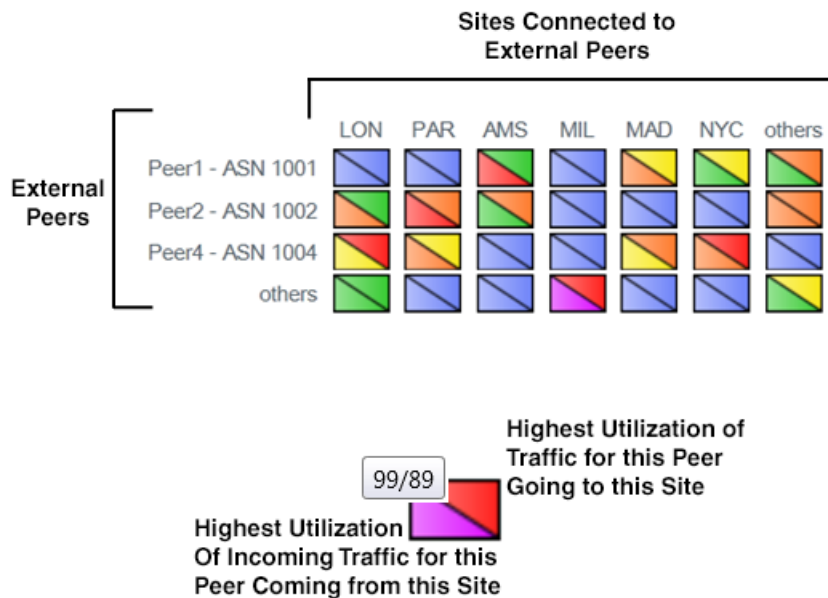 Sites Connected to
External Peers
LON PAR AMS MIL MAD NYC others
External
Peers
Peer1 - ASN 1001
Peer2 - ASN 1002
Peer4 - ASN 1004
others
99/89
Highest Utilization of
Traffic for this Peer
Going to this Site
Highest Utilization
Of Incoming Traffic for this
Peer Coming from this Site